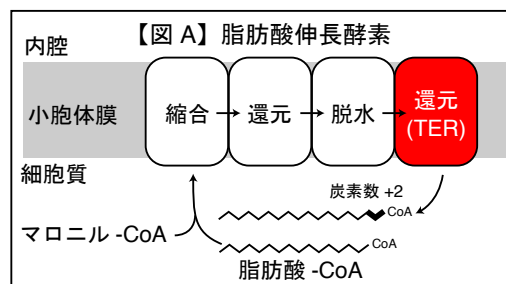 【図 A】脂肪酸伸長酵素
内腔
小胞体膜
縮合
還元
脱水
還元
(TER)
細胞質
炭素数 +2
CoA
マロニル -CoA
CoA
脂肪酸 -CoA